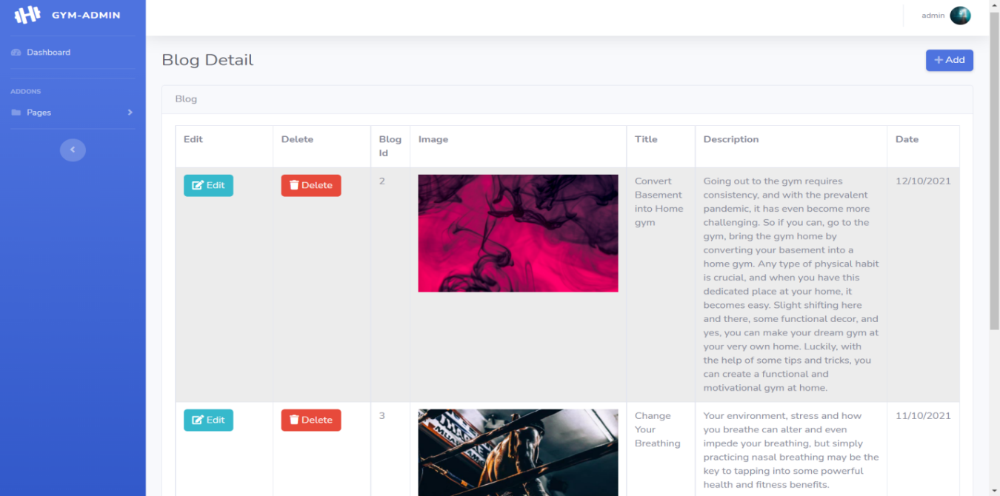 GYM-ADMIN
admin
Dashboard
ADDONS
Pages
Blog Detail
Add
Blog
Edit
Delete
Blog
Id
Image
Title
Description
Date
Edit
Delete
2
Convert
Basement
into Home
gym
Going out to the gym requires
consistency, and with the prevalent
pandemic, it has even become more
challenging. So if you can, go to the
gym, bring the gym home by
converting your basement into a
home gym. Any type of physical habit
is crucial, and when you have this
dedicated place at your home, it
becomes easy. Slight shifting here
and there, some functional decor, and
yes, you can make your dream gym at
your very own home. Luckily, with
the help of some tips and tricks, you
can create a functional and
motivational gym at home.
12/10/2021
Edit
Delete
3
Change
Your
Breathing
Your environment, stress and how
you breathe can alter and even
impede your breathing, but simply
practicing nasal breathing may be the
key to tapping into some powerful
health and fitness benefits.
11/10/2021